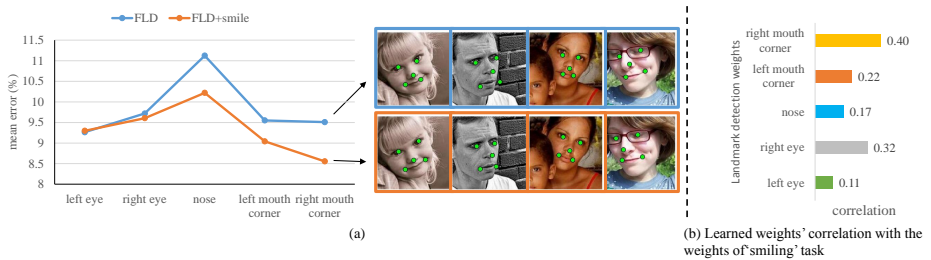 FLD
FLD+smile
11.5
11
10.5
10
9.5
9
8.5
8
mean error (%)
left eye
right eye
nose
left mouth
corner
right mouth
corner
(a)
Landmark detection weights
right mouth
corner
0.40
left mouth
corner
0.22
nose
0.17
right eye
0.32
left eye
0.11
correlation
(b) Learned weights' correlation with the
weights of'smiling' task